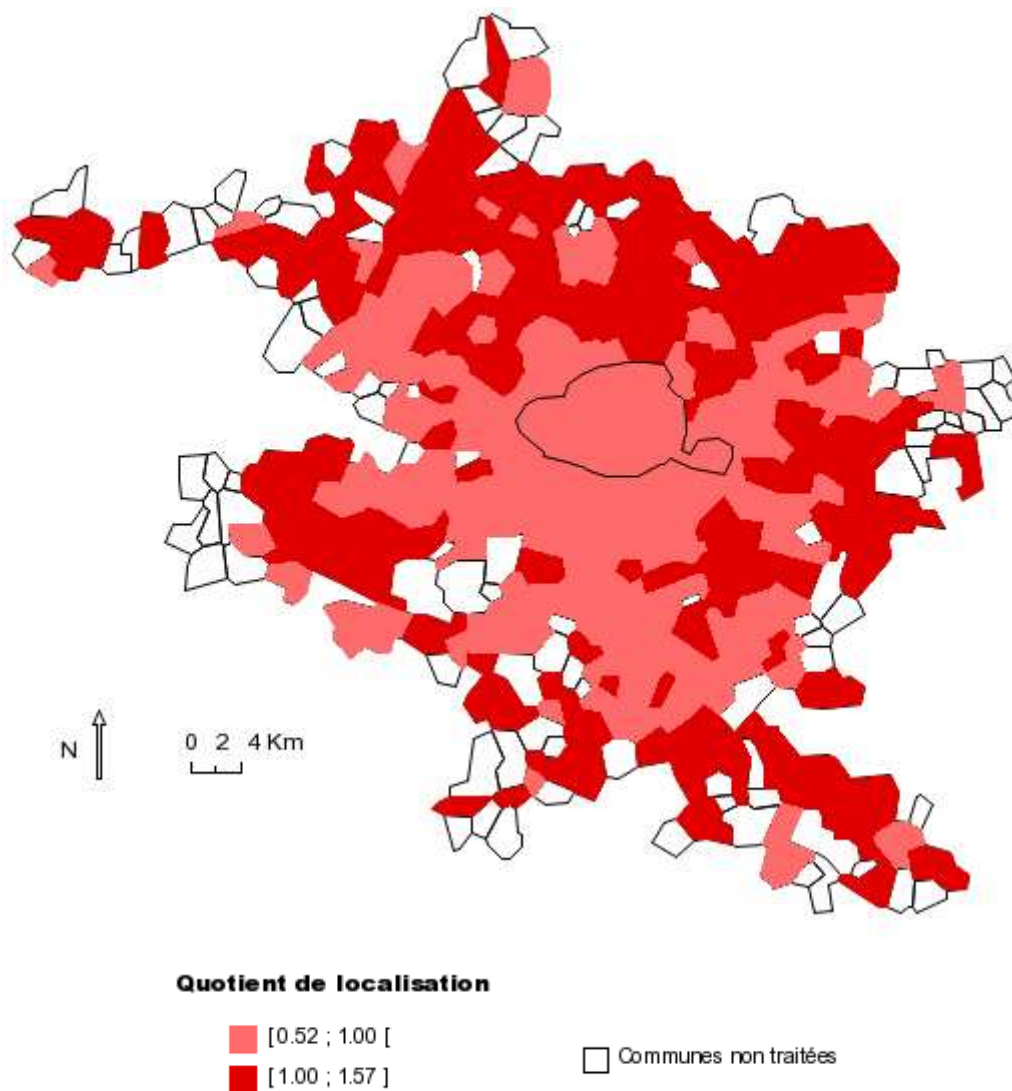 N
0 2 4 Km
Quotient de localisation
[0.52 ; 1.00 [
[1.00 ; 1.57 ]
Communes non traitées